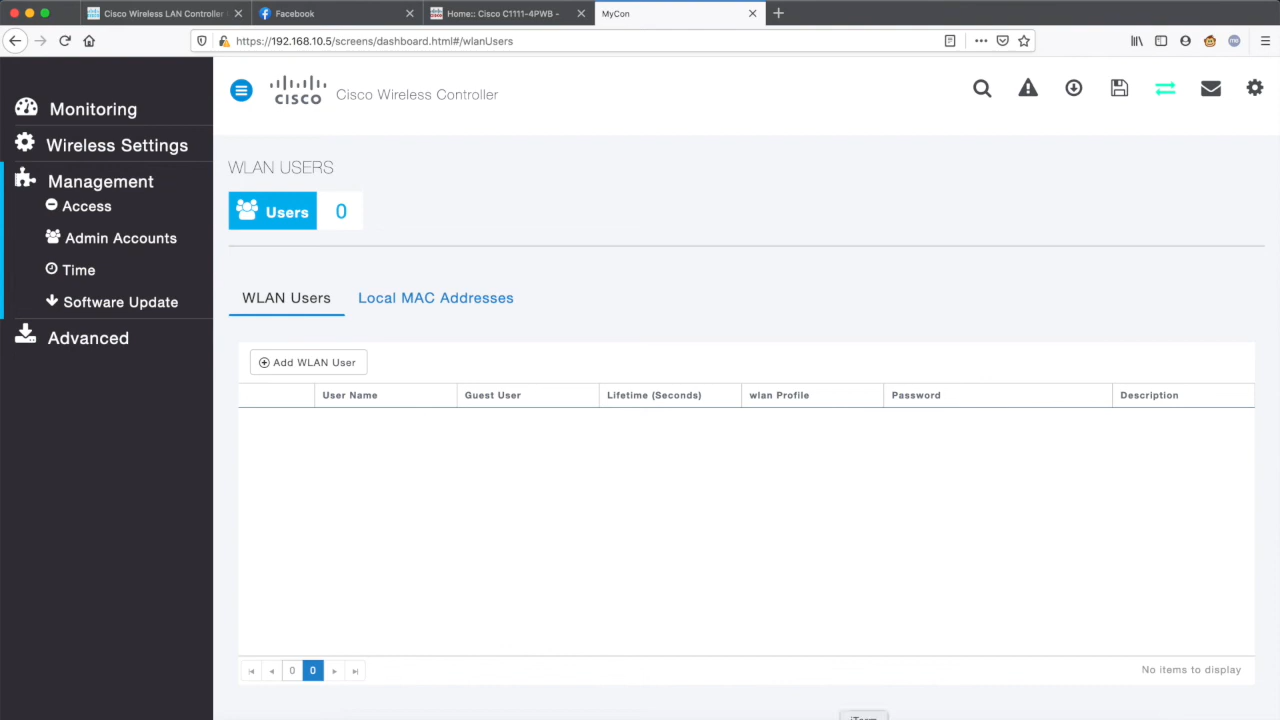 Cisco Wireless LAN Controller
Facebook
Home:: Cisco C1111-4PWB -
MyCon
https://192.168.10.5/screens/dashboard.html#/wlanUsers
me
Monitoring
Wireless Settings
Management
Access
Admin Accounts
Time
Software Update
Advanced
CISCO
Cisco Wireless Controller
WLAN USERS
Users 0
WLAN Users
Local MAC Addresses
Add WLAN User
User Name
Guest User
Lifetime (Seconds)
wlan Profile
Password
Description
0
0
No items to display
iTerm